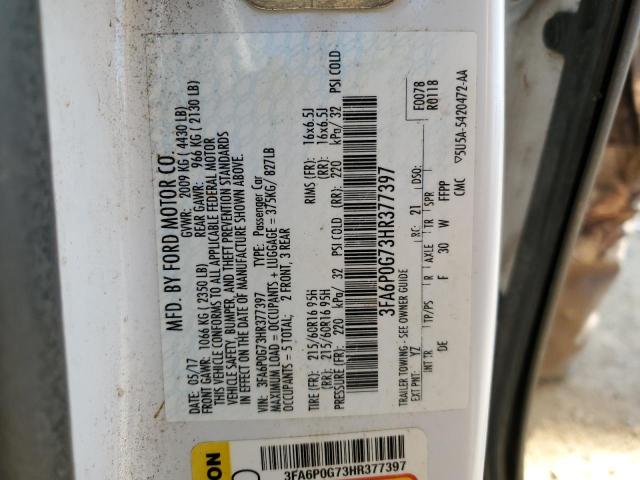 MFD. BY FORD MOTOR CO.
DATE: 05/17 GVWR: 2009 KG ( 4430 LB)
FRONT GAWR: 1066 KG ( 2350 LB) REAR GAWR: 966 KG ( 2130 LB)
THIS VEHICLE CONFORMS TO ALL APPLICABLE FEDERAL MOTOR
VEHICLE SAFETY, BUMPER, AND THEFT PREVENTION STANDARDS
IN EFFECT ON THE DATE OF MANUFACTURE SHOWN ABOVE.
VIN: 3FA6P0G73HR377397 TYPE: Passenger Car
MAXIMUM LOAD = OCCUPANTS + LUGGAGE = 375KG/ 827LB
OCCUPANTS = 5 TOTAL; 2 FRONT, 3 REAR
TIRE (FR): 215/60R16 95H RIMS (FR): 16x6.5J
TIRE (RR): 215/60R16 95H (RR): 16x6.5J
PRESSURE (FR): 220 kPa/ 32 PSI COLD (RR): 220 kPa/ 32 PSI COLD
3FA6P0G73HR377397
F0078
R0118
TRAILER TOWING - SEE OWNER GUIDE
EXT PNT: YZ RC: 21 DSO:
INT TR TP/PS R AXLE TR SPR
DE F 30 W FFPP
CMC ▽5U5A-5420472-AA
3FA6P0G73HR377397